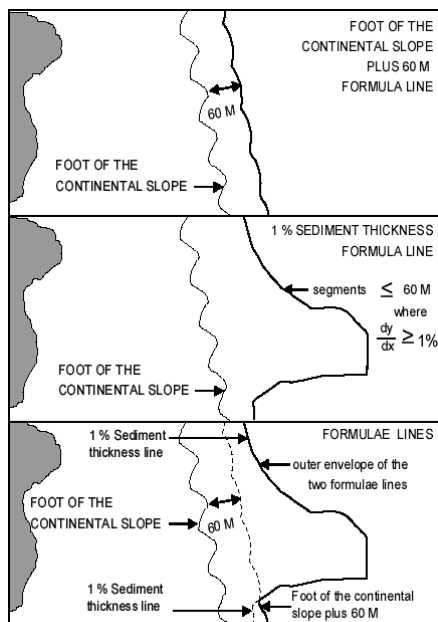 FOOT OF THE
CONTINENTAL SLOPE
PLUS 60 M
FORMULA LINE
60 M
FOOT OF THE
CONTINENTAL SLOPE
1 % SEDIMENT THICKNESS
FORMULA LINE
segments ≤ 60 M
where
dy/dx ≥ 1%
FOOT OF THE
CONTINENTAL SLOPE
1 % Sediment
thickness line
FORMULAE LINES
outer envelope of the
two formulae lines
FOOT OF THE
CONTINENTAL SLOPE
60 M
1 % Sediment
thickness line
Foot of the continental
slope plus 60 M